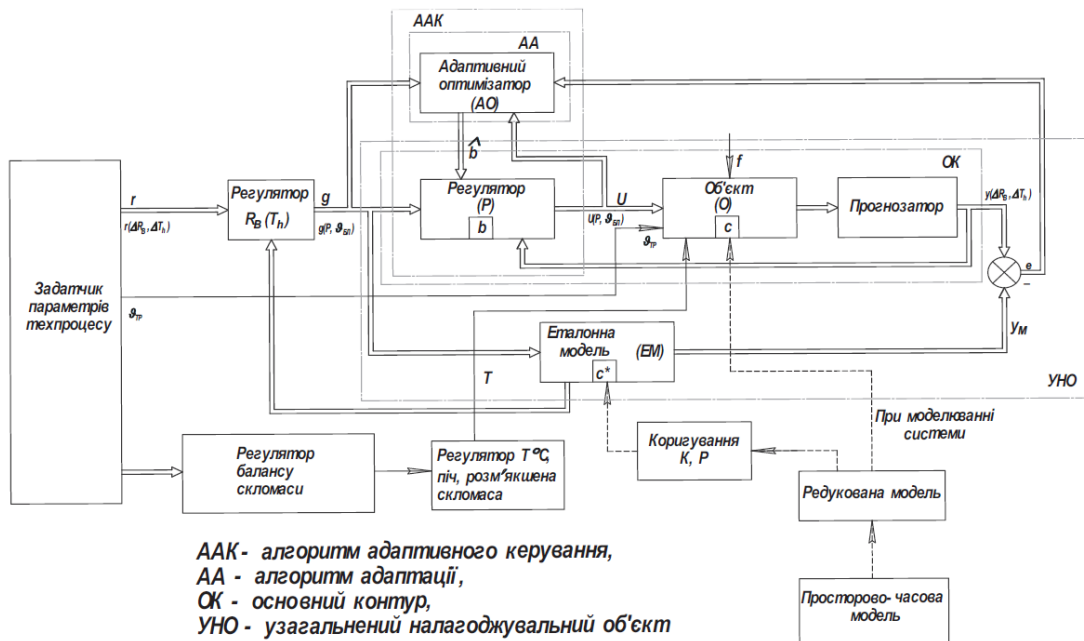 ААК
АА
Адаптивний
оптимізатор
(АО)
b̂
f
ОК
r
r(ΔR_B, ΔT_h)
Регулятор
R_B (T_h)
g
g(P, ϑ_БП)
Регулятор
(Р)
b
U
U(P, ϑ_БП)
ϑ_ТР
Об'єкт
(О)
c
Прогнозатор
y(ΔR_B, ΔT_h)
e
–
Задатчик
параметрів
техпроцесу
ϑ_ТР
T
Еталонна
модель
(ЕМ)
c*
У_М
УНО
При моделюванні
системи
Регулятор
балансу
скломаси
Регулятор Т°С,
піч, розм'якшена
скломаса
Коригування
К, Р
Редукована модель
Просторово- часова
модель
ААК - алгоритм адаптивного керування,
АА - алгоритм адаптації,
ОК - основний контур,
УНО - узагальнений налагоджувальний об'єкт